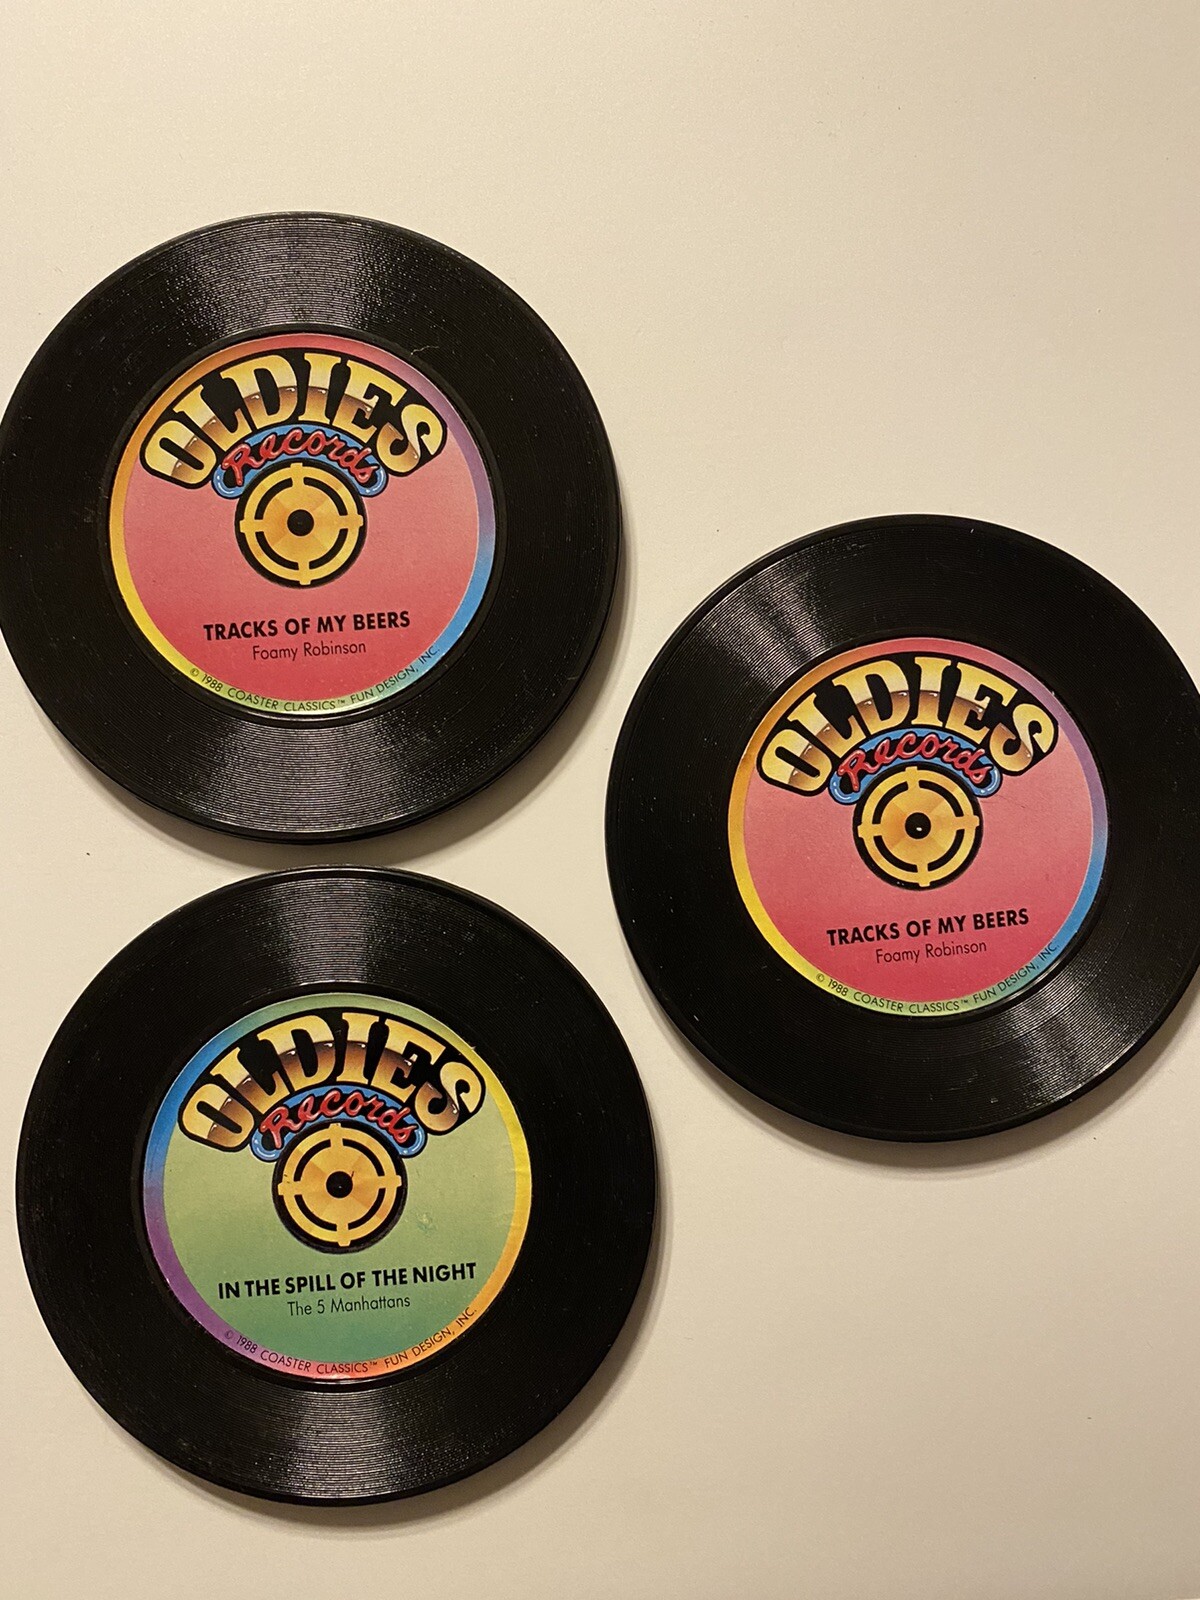 OLDIES
Records
TRACKS OF MY BEERS
Foamy Robinson
© 1988 COASTER CLASSICS™ FUN DESIGN, INC.
OLDIES
Records
TRACKS OF MY BEERS
Foamy Robinson
© 1988 COASTER CLASSICS™ FUN DESIGN, INC.
OLDIES
Records
IN THE SPILL OF THE NIGHT
The 5 Manhattans
© 1988 COASTER CLASSICS™ FUN DESIGN, INC.